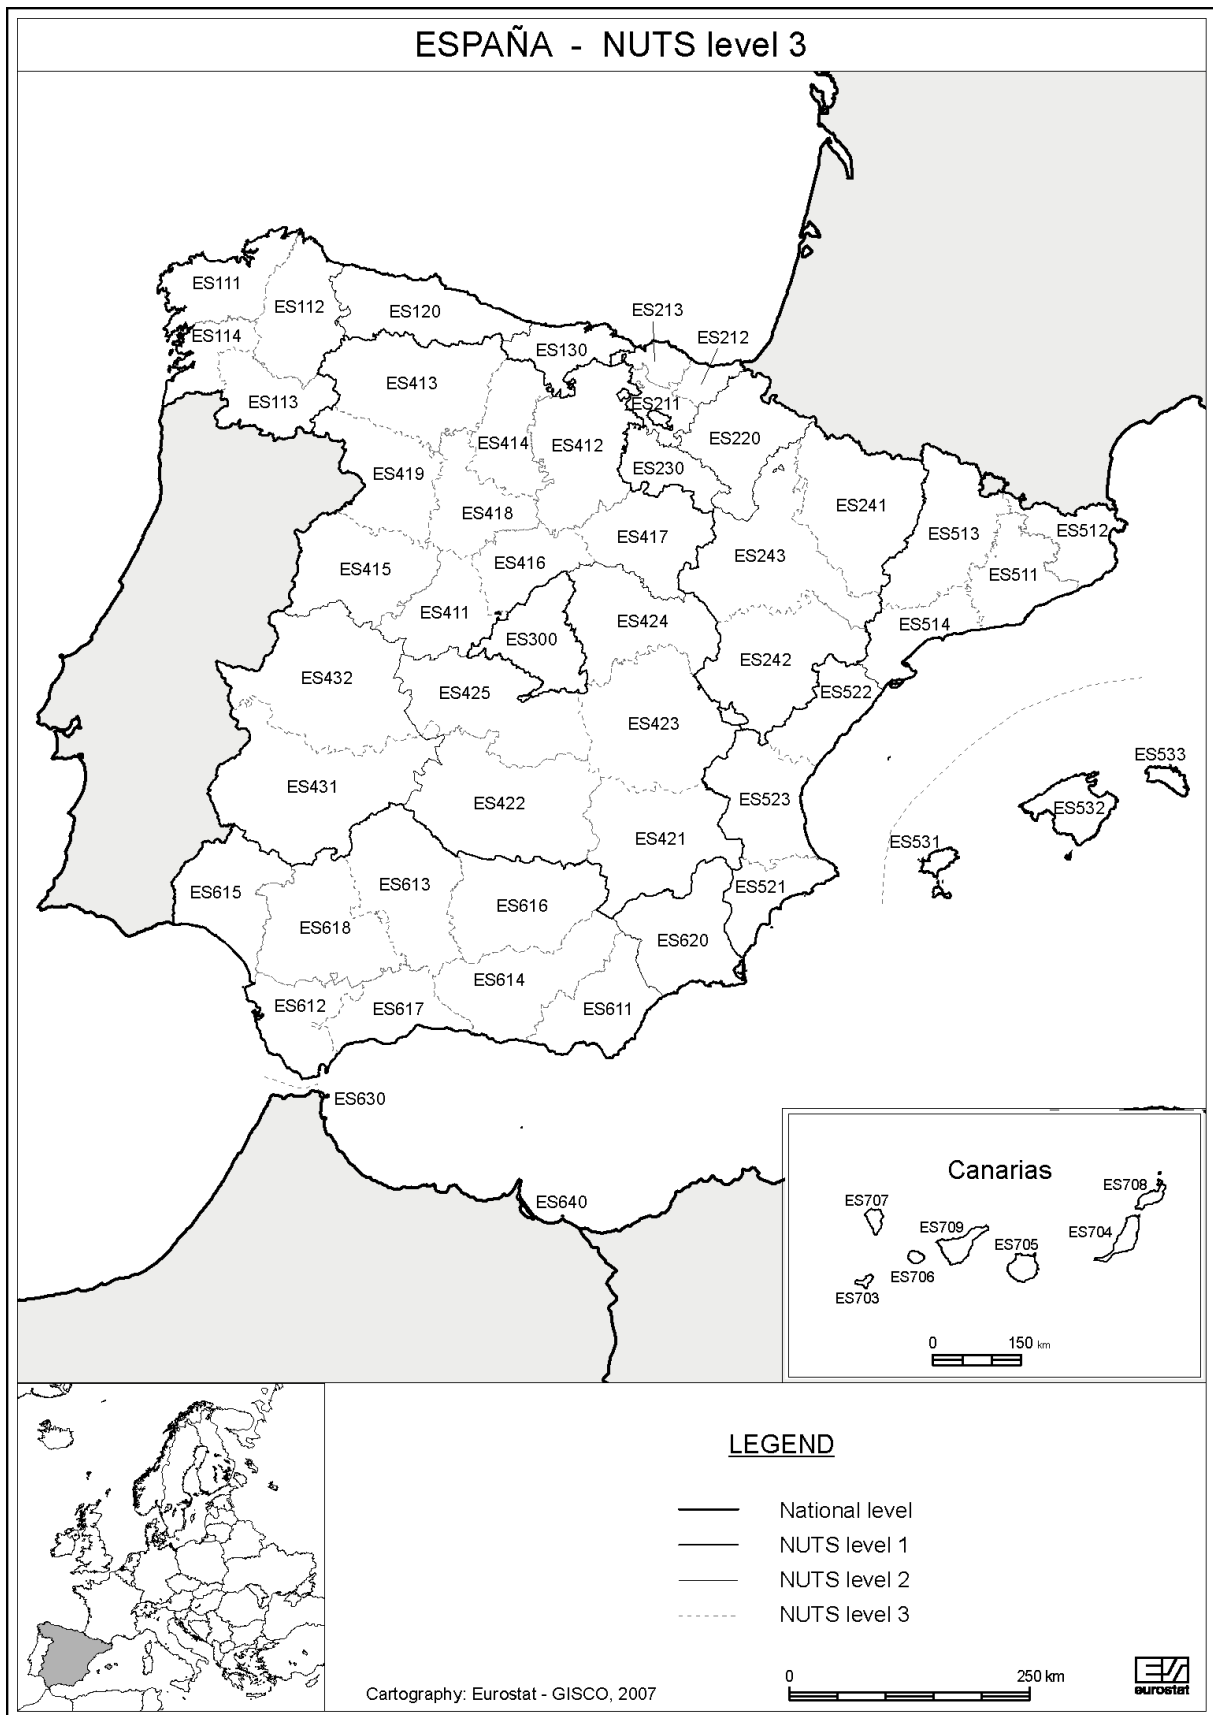 ESPAÑA - NUTS level 3
ES111
ES112
ES120
ES213
ES114
ES212
ES130
ES413
ES113
ES211
ES414
ES412
ES220
ES419
ES230
ES241
ES418
ES417
ES513
ES512
ES243
ES416
ES415
ES511
ES411
ES424
ES514
ES300
ES242
ES432
ES425
ES522
ES423
ES533
ES431
ES422
ES523
ES532
ES421
ES531
ES615
ES613
ES521
ES616
ES618
ES620
ES614
ES612
ES617
ES611
ES630
ES640
Canarias
ES708
ES707
ES709
ES704
ES705
ES706
ES703
0 150 km
LEGEND
National level
NUTS level 1
NUTS level 2
NUTS level 3
0 250 km
Cartography: Eurostat - GISCO, 2007
eurostat